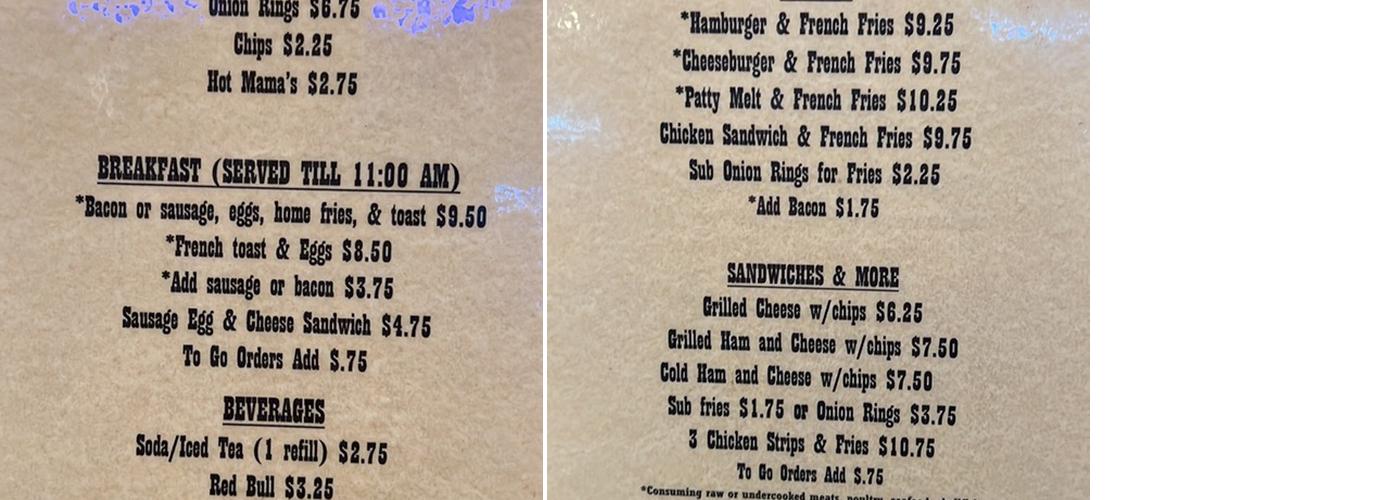 Onion Rings $6.75
Chips $2.25
Hot Mama's $2.75
BREAKFAST (SERVED TILL 11:00 AM)
*Bacon or sausage, eggs, home fries, & toast $9.50
*French toast & Eggs $8.50
*Add sausage or bacon $3.75
Sausage Egg & Cheese Sandwich $4.75
To Go Orders Add $.75
BEVERAGES
Soda/Iced Tea (1 refill) $2.75
Red Bull $3.25
*Hamburger & French Fries $9.25
*Cheeseburger & French Fries $9.75
*Patty Melt & French Fries $10.25
Chicken Sandwich & French Fries $9.75
Sub Onion Rings for Fries $2.25
*Add Bacon $1.75
SANDWICHES & MORE
Grilled Cheese w/chips $6.25
Grilled Ham and Cheese w/chips $7.50
Cold Ham and Cheese w/chips $7.50
Sub fries $1.75 or Onion Rings $3.75
3 Chicken Strips & Fries $10.75
To Go Orders Add $.75
*Consuming raw or undercooked meats, poultry,